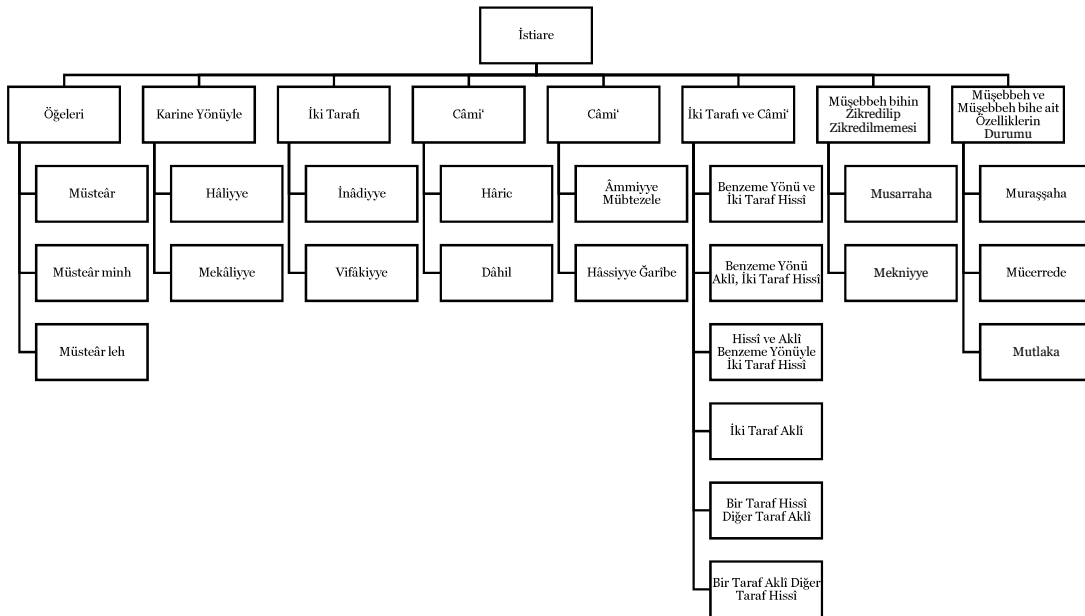 İstiare
Öğeleri
Müsteâr
Müsteâr minh
Müsteâr leh
Karine Yönüyle
Hâliyye
Mekâliyye
İki Tarafı
İnâdiyye
Vifâkiyye
Câmi‘
Hâric
Dâhil
Câmi‘
Âmmiyye
Mübtezele
Hâssiyye Ğarîbe
İki Tarafı ve Câmi‘
Benzeme Yönü ve
İki Taraf Hissî
Benzeme Yönü
Aklî, İki Taraf Hissî
Hissî ve Aklî
Benzeme Yönüyle
İki Taraf Hissî
İki Taraf Aklî
Bir Taraf Hissî
Diğer Taraf Aklî
Bir Taraf Aklî Diğer
Taraf Hissî
Müşebbeh bihin
Zikredilip
Zikredilmemesi
Musarraha
Mekniyye
Müşebbeh ve
Müşebbeh bihe ait
Özelliklerin
Durumu
Muraşşaha
Mücerrede
Mutlaka